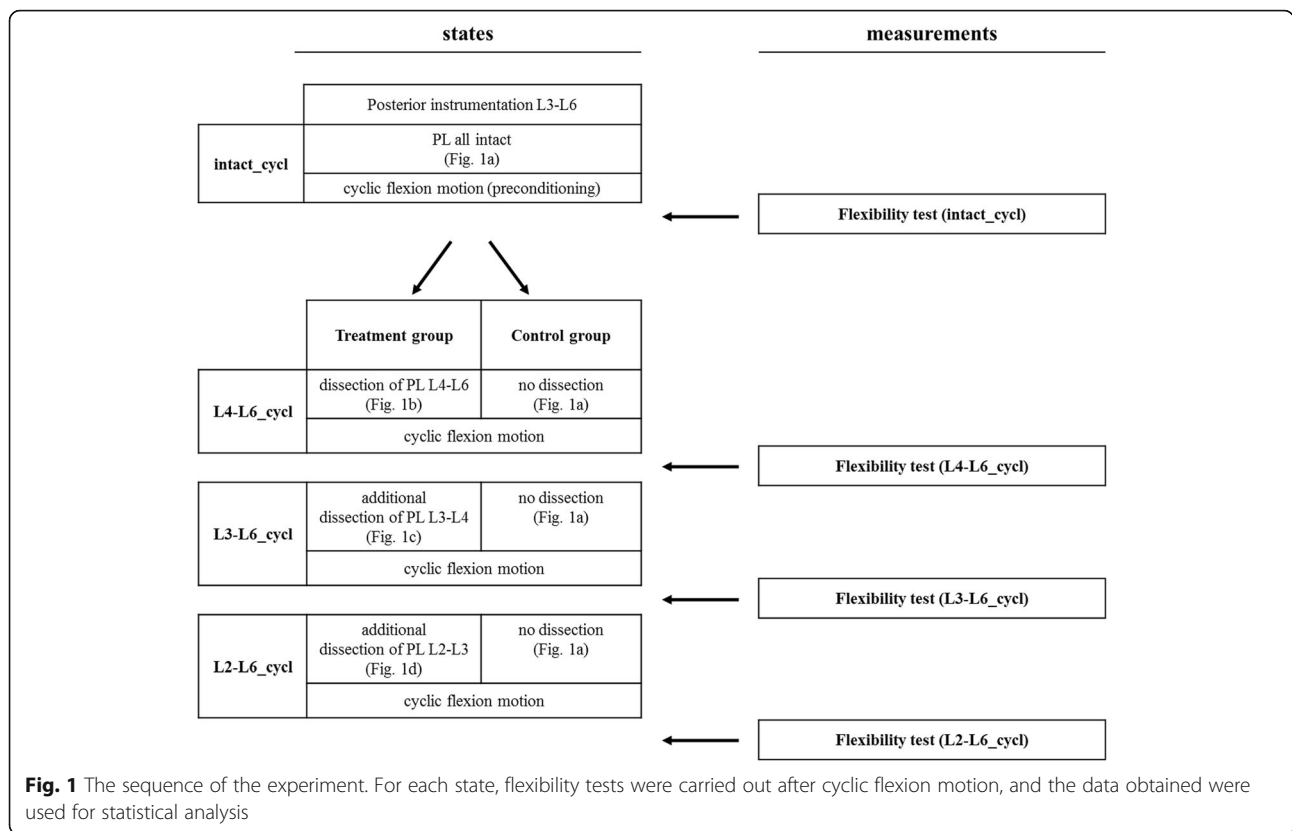 states
measurements
Posterior instrumentation L3-L6
intact_cycl
PL all intact
(Fig. 1a)
cyclic flexion motion (preconditioning)
Flexibility test (intact_cycl)
Treatment group
Control group
L4-L6_cycl
dissection of PL L4-L6
(Fig. 1b)
no dissection
(Fig. 1a)
cyclic flexion motion
Flexibility test (L4-L6_cycl)
L3-L6_cycl
additional
dissection of PL L3-L4
(Fig. 1c)
no dissection
(Fig. 1a)
cyclic flexion motion
Flexibility test (L3-L6_cycl)
L2-L6_cycl
additional
dissection of PL L2-L3
(Fig. 1d)
no dissection
(Fig. 1a)
cyclic flexion motion
Flexibility test (L2-L6_cycl)
Fig. 1 The sequence of the experiment. For each state, flexibility tests were carried out after cyclic flexion motion, and the data obtained were
used for statistical analysis